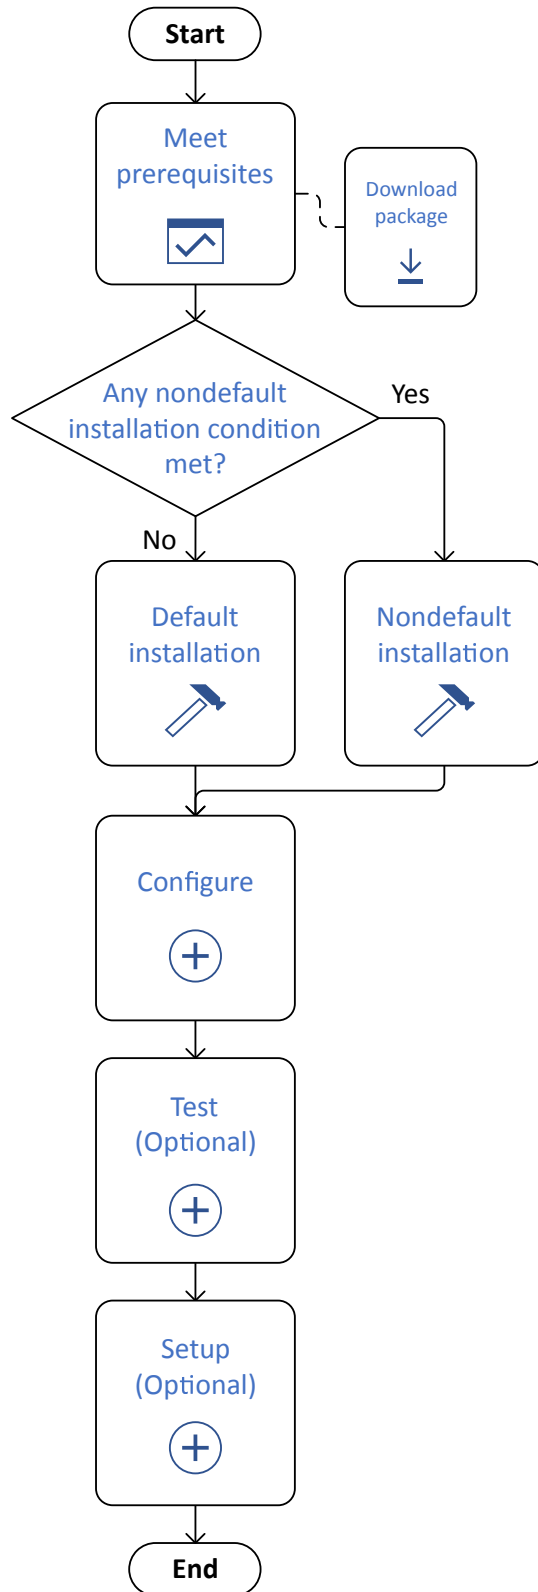 Start
Meet
prerequisites
Download
package
Any nondefault
installation condition
met?
Yes
No
Default
installation
Nondefault
installation
Configure
Test
(Optional)
Setup
(Optional)
End